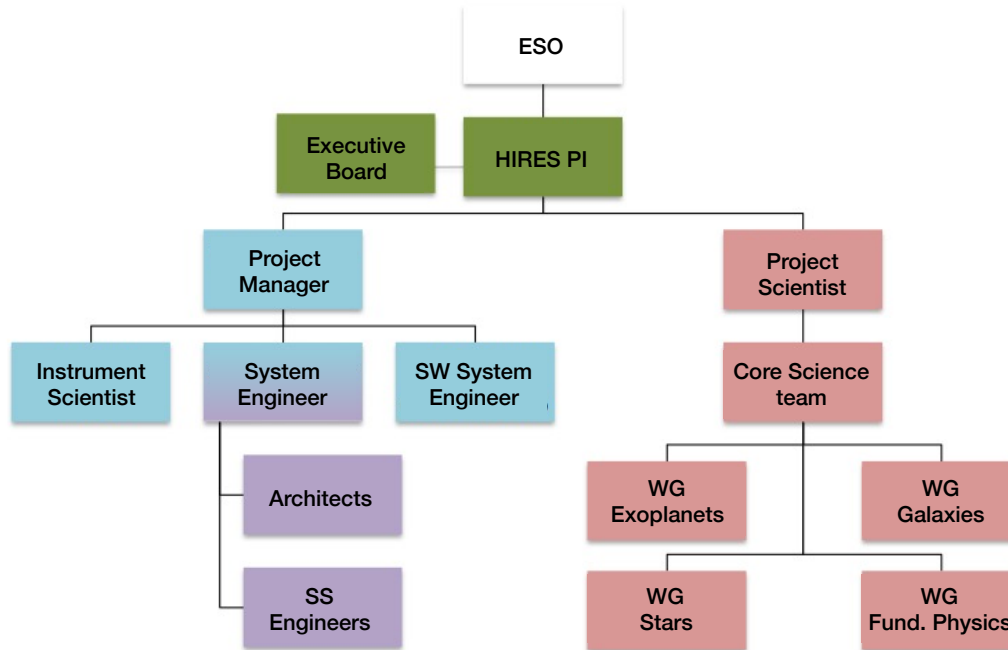 ESO
Executive
Board
HIRES PI
Project
Manager
Project
Scientist
Instrument
Scientist
System
Engineer
SW System
Engineer
Core Science
team
Architects
WG
Exoplanets
WG
Galaxies
SS
Engineers
WG
Stars
WG
Fund. Physics